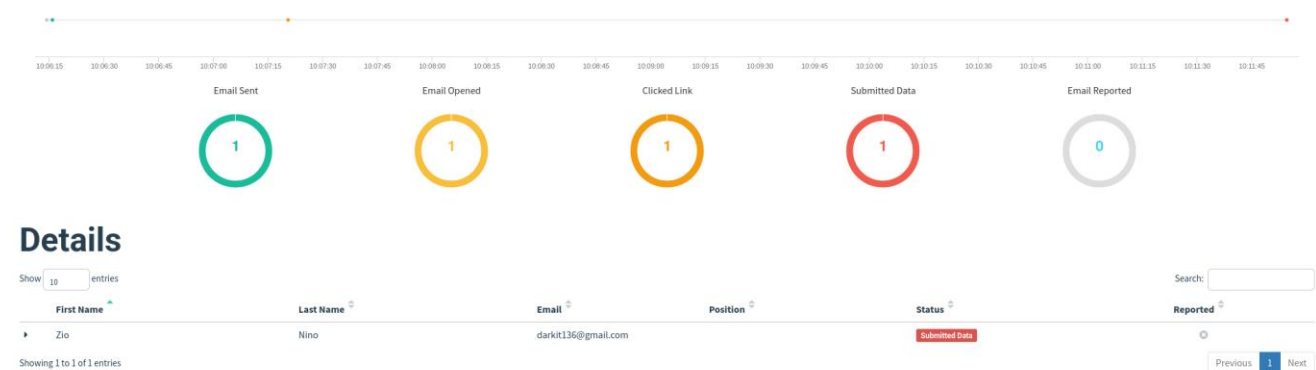 10:06:15 10:06:30 10:06:45 10:07:00 10:07:15 10:07:30 10:07:45 10:08:00 10:08:15 10:08:30 10:08:45 10:09:00 10:09:15 10:09:30 10:09:45 10:10:00 10:10:15 10:10:30 10:10:45 10:11:00 10:11:15 10:11:30 10:11:45
Email Sent Email Opened Clicked Link Submitted Data Email Reported
1 1 1 1 0
Details
Show 10 entries Search:
First Name Last Name Email Position Status Reported
Zio Nino darkit136@gmail.com Submitted Data
Showing 1 to 1 of 1 entries Previous 1 Next